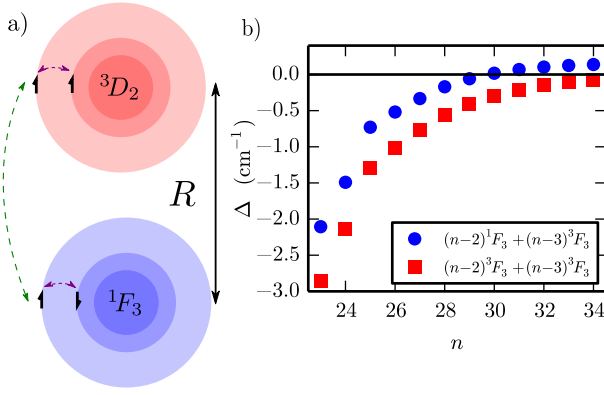 a)
³D₂
R
¹F₃
b)
Δ (cm⁻¹)
0.0
−0.5
−1.0
−1.5
−2.0
−2.5
−3.0
24 26 28 30 32 34
n
(n−2)¹F₃+(n−3)³F₃
(n−2)³F₃+(n−3)³F₃